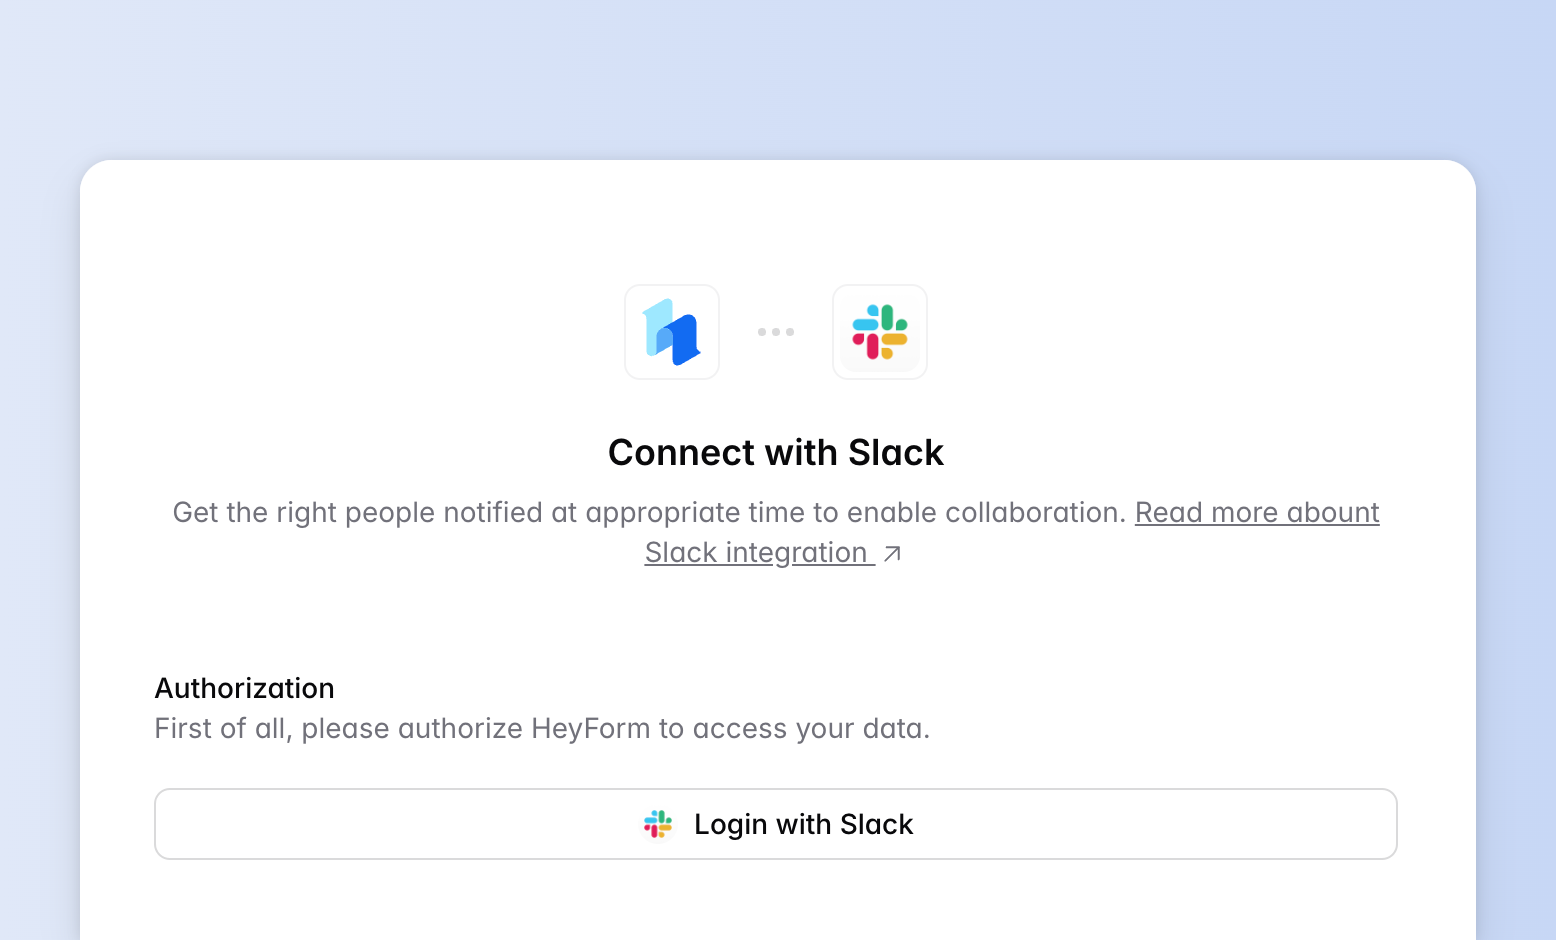 Connect with Slack
Get the right people notified at appropriate time to enable collaboration. Read more abount
Slack integration ↗
Authorization
First of all, please authorize HeyForm to access your data.
Login with Slack